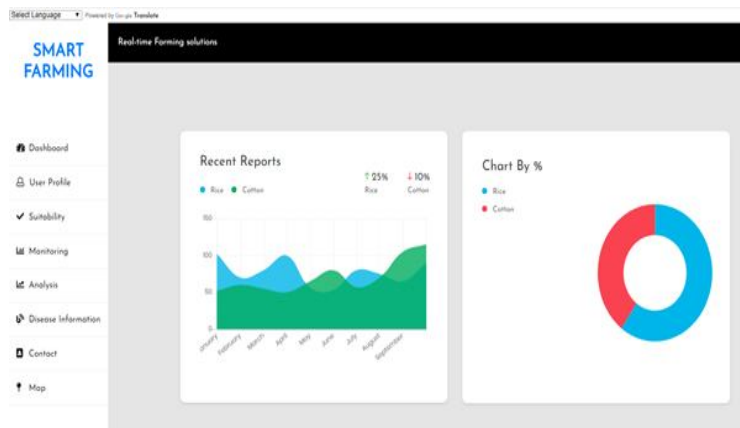 Select Language
Powered by Google Translate
SMART
FARMING
Real-time Farming solutions
Dashboard
User Profile
Suitability
Monitoring
Analysis
Disease Information
Contact
Map
Recent Reports
Rice
Cotton
↑ 25%
Rice
↓ 10%
Cotton
150
100
50
0
anuary
February
March
April
May
June
July
August
September
Chart By %
Rice
Cotton